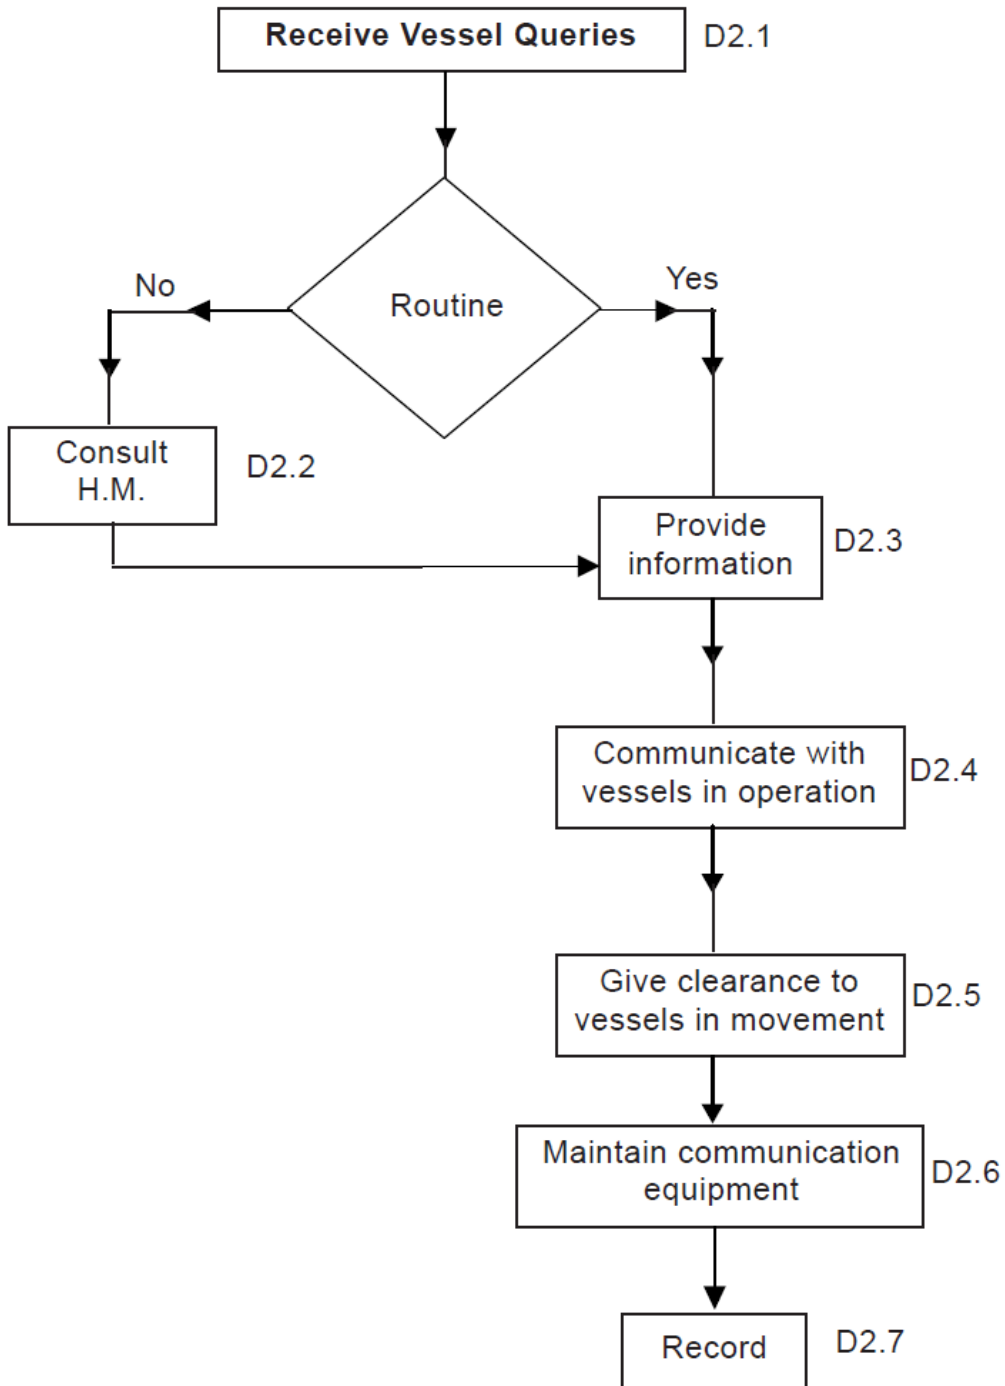 Receive Vessel Queries
D2.1
No
Yes
Routine
Consult
H.M.
D2.2
Provide
information
D2.3
Communicate with
vessels in operation
D2.4
Give clearance to
vessels in movement
D2.5
Maintain communication
equipment
D2.6
Record
D2.7